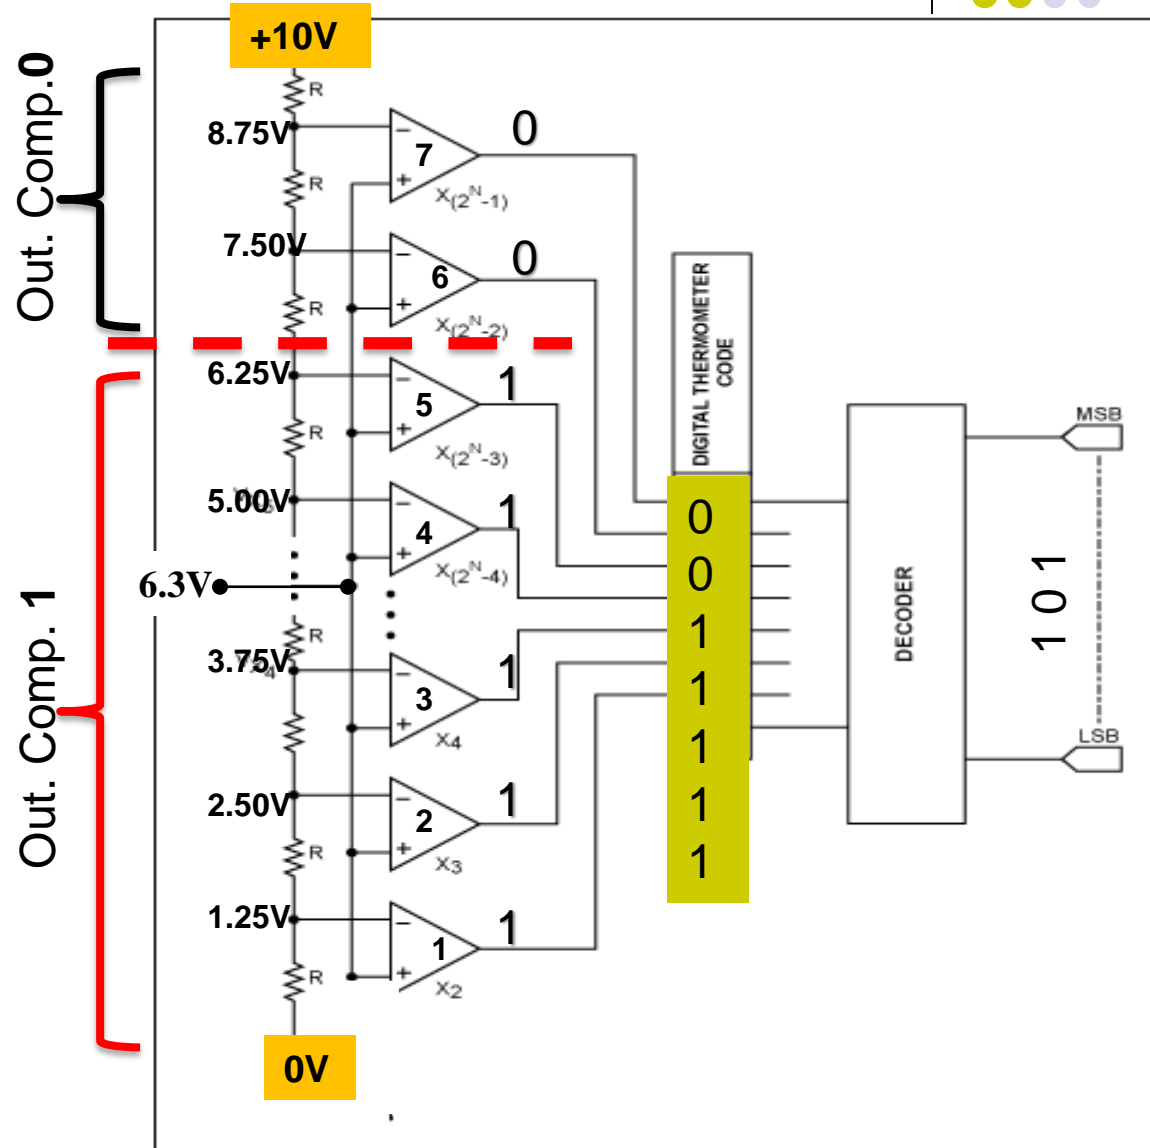 +10V
Out. Comp.0
R
8.75V
7
0
X(2^N-1)
R
7.50V
6
0
X(2^N-2)
R
6.25V
5
1
X(2^N-3)
R
5.00V
4
1
X(2^N-4)
6.3V
R
3.75V
3
1
X4
2.50V
2
1
X3
R
1.25V
1
1
X2
R
0V
Out. Comp. 1
DIGITAL THERMOMETER
CODE
0
0
1
1
1
1
1
DECODER
MSB
1 0 1
LSB